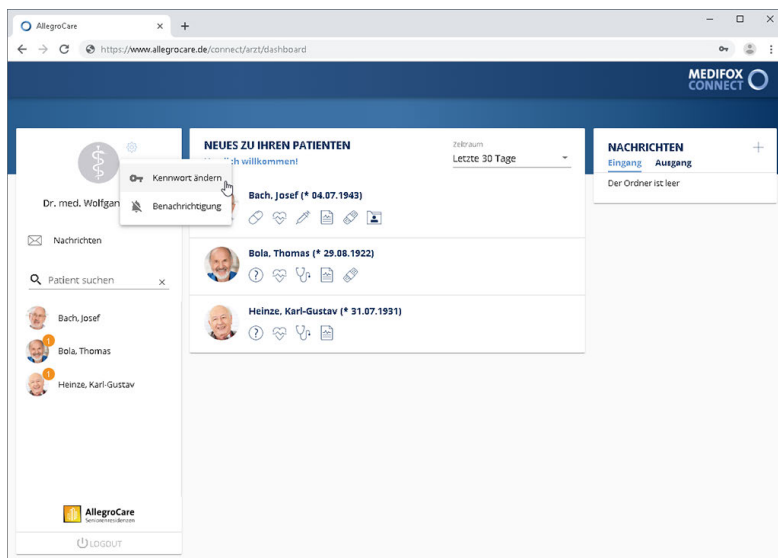 AllegroCare
https://www.allegrocare.de/connect/arzt/dashboard
MEDIFOX
CONNECT
Kennwort ändern
Benachrichtigung
Dr. med. Wolfgan
Nachrichten
Patient suchen
Bach, Josef
1
Bola, Thomas
1
Heinze, Karl-Gustav
AllegroCare
Seniorenresidenzen
LOGOUT
NEUES ZU IHREN PATIENTEN
ch willkommen!
Zeitraum
Letzte 30 Tage
Bach, Josef (* 04.07.1943)
Bola, Thomas (* 29.08.1922)
Heinze, Karl-Gustav (* 31.07.1931)
NACHRICHTEN
Eingang Ausgang
Der Ordner ist leer